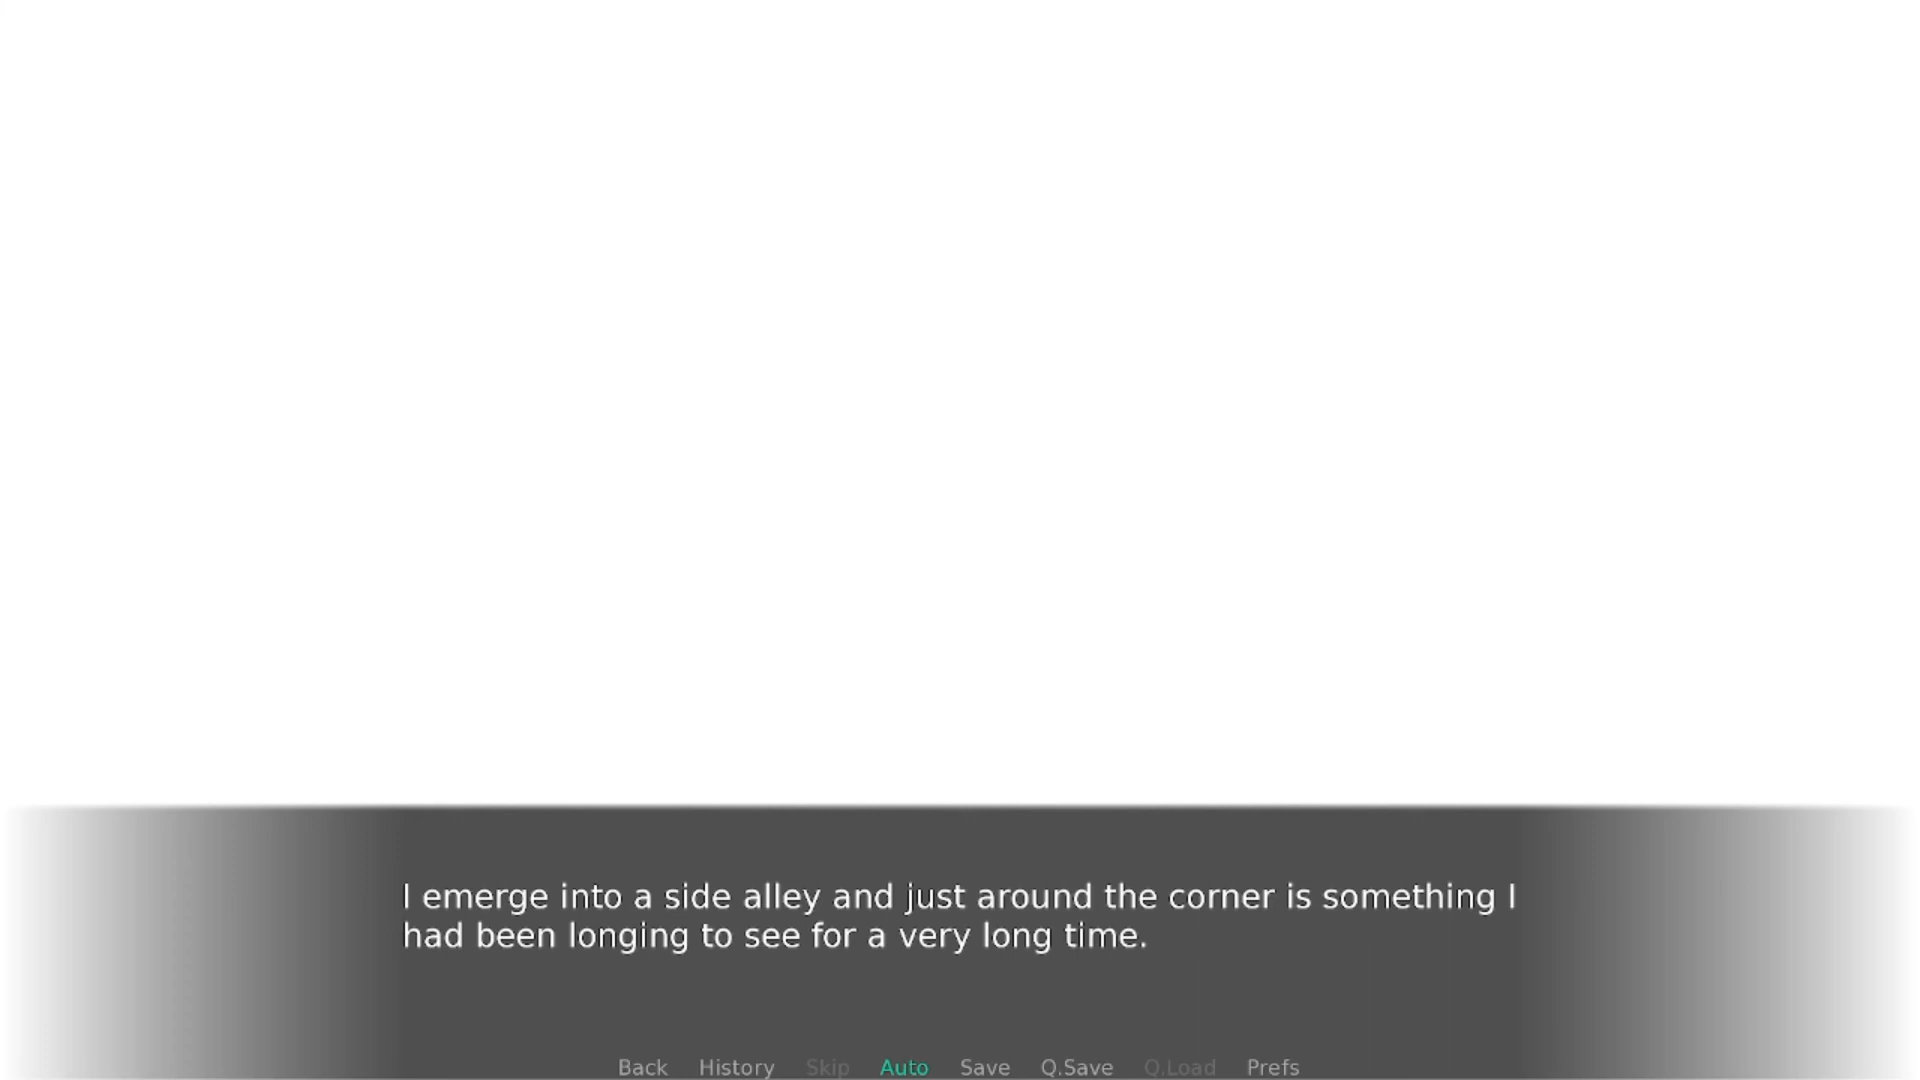 I emerge into a side alley and just around the corner is something I
had been longing to see for a very long time.
Back History Skip Auto Save Q.Save Q.Load Prefs